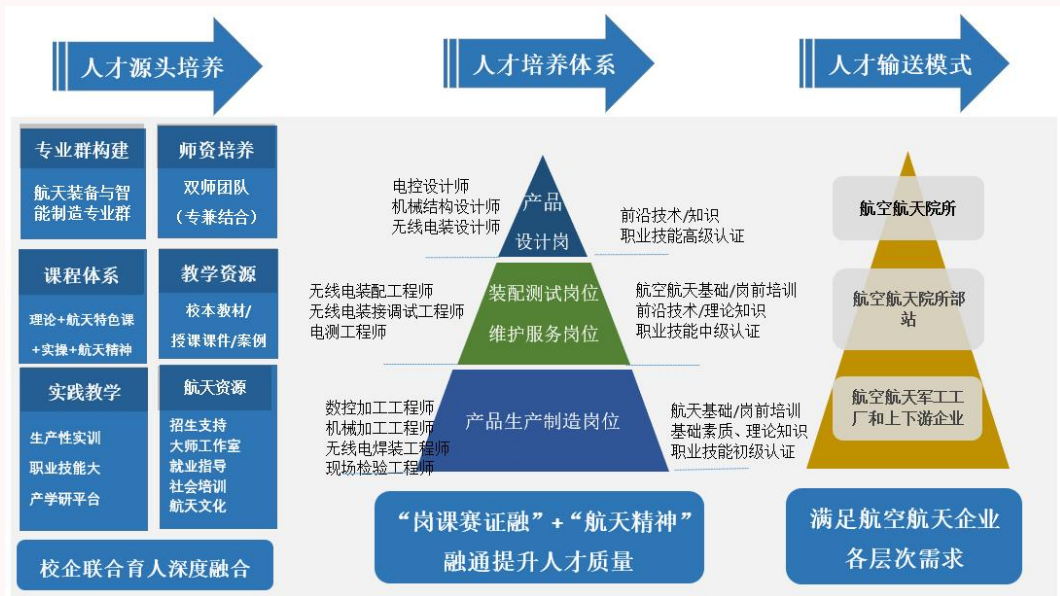 人才源头培养
人才培养体系
人才输送模式
专业群构建
航天装备与智
能制造专业群
师资培养
双师团队
（专兼结合）
课程体系
理论+航天特色课
+实操+航天精神
教学资源
校本教材/
授课课件/案例
实践教学
生产性实训
职业技能大
产学研平台
航天资源
招生支持
大师工作室
就业指导
社会培训
航天文化
校企联合育人深度融合
电控设计师
机械结构设计师
无线电装设计师
产品
设计岗
前沿技术/知识
职业技能高级认证
无线电装配工程师
无线电装接调试工程师
电测工程师
装配测试岗位
维护服务岗位
航空航天基础/岗前培训
前沿技术/理论知识
职业技能中级认证
数控加工工程师
机械加工工程师
无线电焊装工程师
现场检验工程师
产品生产制造岗位
航天基础/岗前培训
基础素质、理论知识
职业技能初级认证
“岗课赛证融”+“航天精神”
融通提升人才质量
航空航天院所
航空航天院所部
站
航空航天军工工
厂和上下游企业
满足航空航天企业
各层次需求